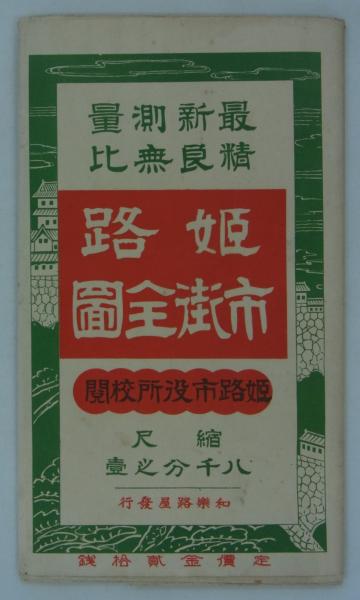 最新測量
精良無比
姫路
市街全圖
姫路市役所校閲
縮尺
八千分之壹
和樂路屋發行
定價金貳拾銭